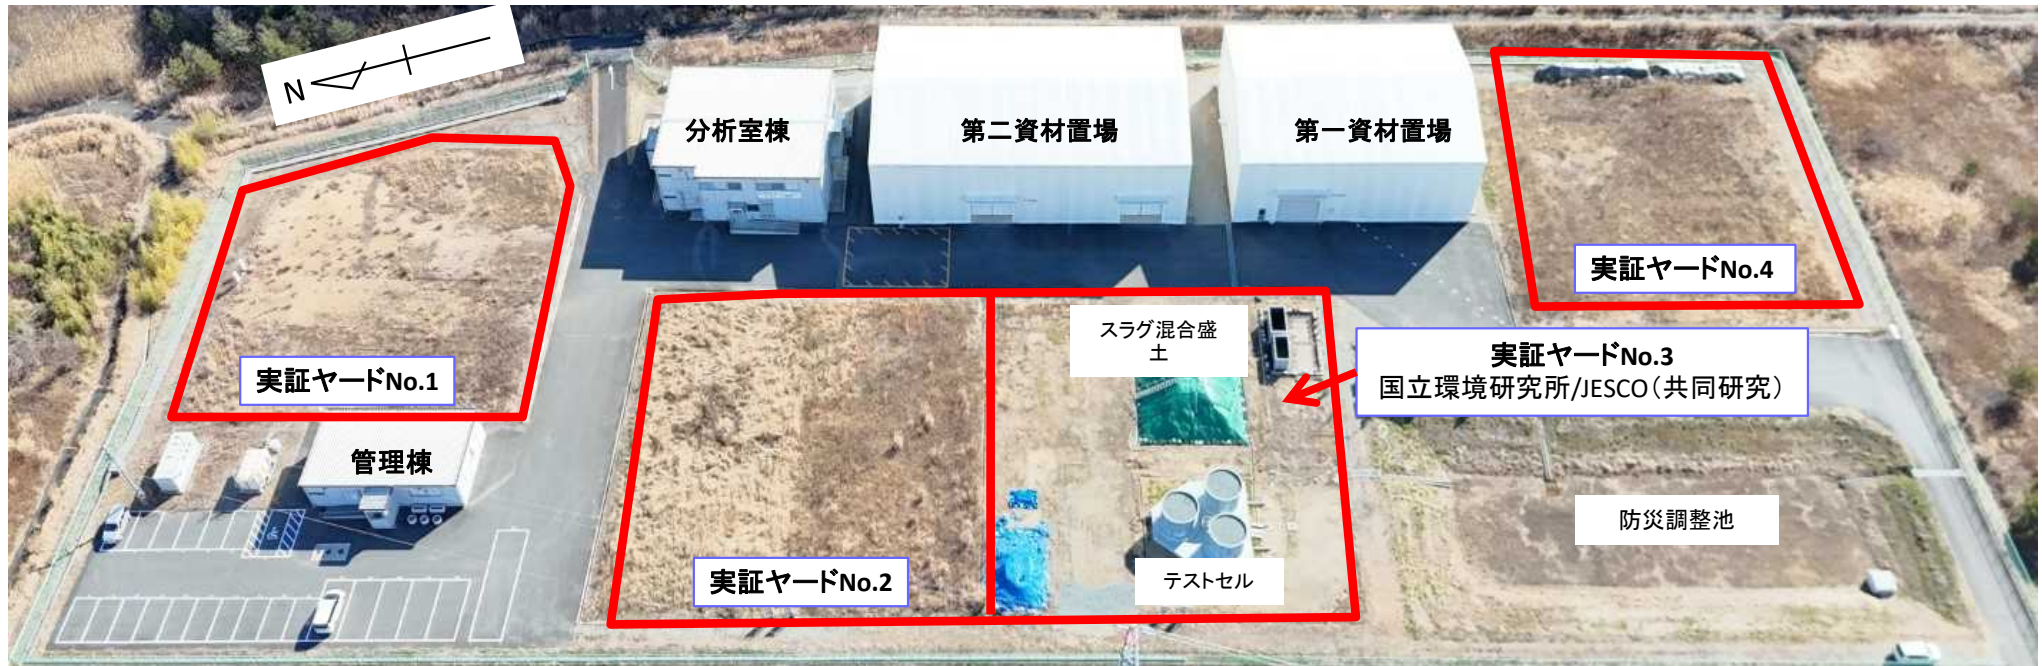 N
分析室棟
第二資材置場
第一資材置場
実証ヤードNo.4
スラグ混合盛
土
実証ヤードNo.3
国立環境研究所/JESCO（共同研究）
実証ヤードNo.1
管理棟
防災調整池
実証ヤードNo.2
テストセル